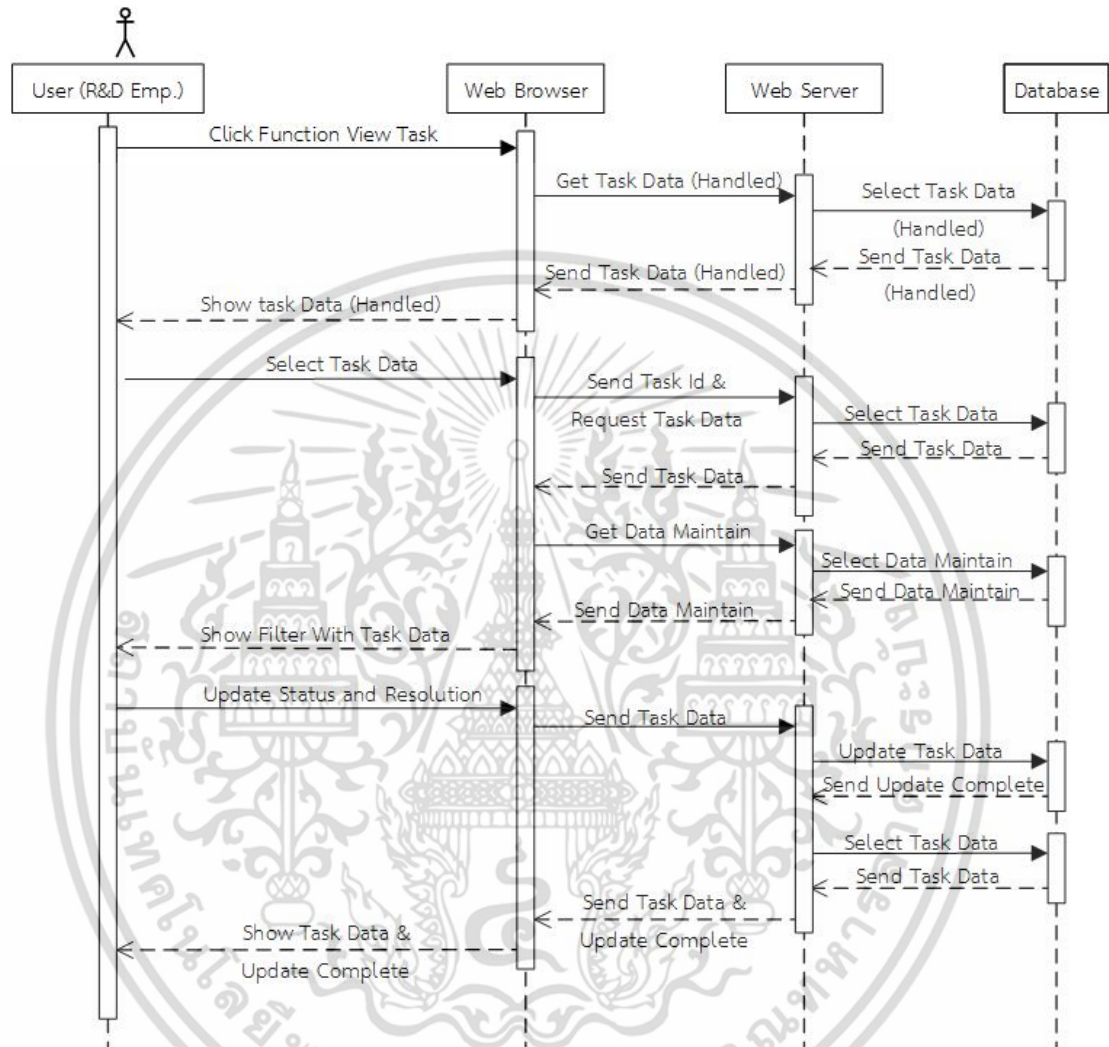 User (R&D Emp.)
Web Browser
Web Server
Database
Click Function View Task
Get Task Data (Handled)
Select Task Data
(Handled)
Send Task Data
(Handled)
Send Task Data (Handled)
Show task Data (Handled)
Select Task Data
Send Task Id &
Request Task Data
Select Task Data
Send Task Data
Send Task Data
Get Data Maintain
Select Data Maintain
Send Data Maintain
Send Data Maintain
Show Filter With Task Data
Update Status and Resolution
Send Task Data
Update Task Data
Send Update Complete
Select Task Data
Send Task Data
Send Task Data &
Update Complete
Show Task Data &
Update Complete